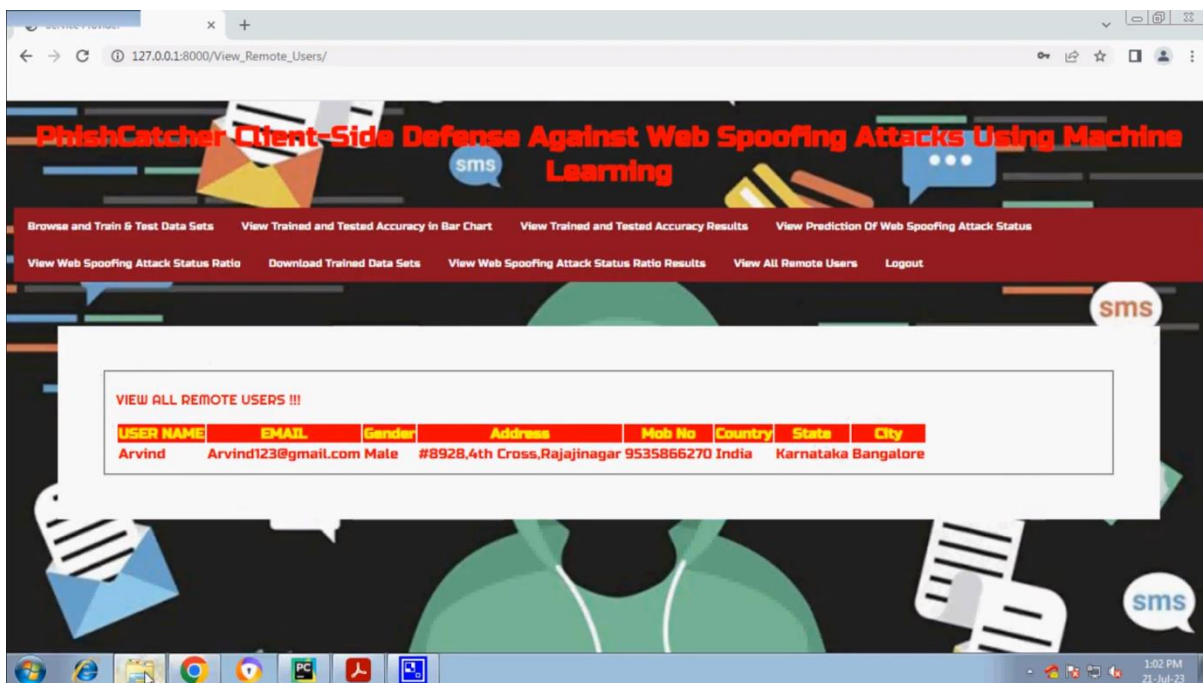 127.0.0.1:8000/View_Remote_Users/
PhishCatcher Client-Side Defense Against Web Spoofing Attacks Using Machine
Learning
sms
Browse and Train & Test Data Sets View Trained and Tested Accuracy in Bar Chart View Trained and Tested Accuracy Results View Prediction Of Web Spoofing Attack Status
View Web Spoofing Attack Status Ratio Download Trained Data Sets View Web Spoofing Attack Status Ratio Results View All Remote Users Logout
sms
VIEW ALL REMOTE USERS !!!
USER NAME EMAIL Gender Address Mob No Country State City
Arvind Arvind123@gmail.com Male #8928,4th Cross,Rajajinagar 9535866270 India Karnataka Bangalore
sms
PC
1:02 PM
21-Jul-23